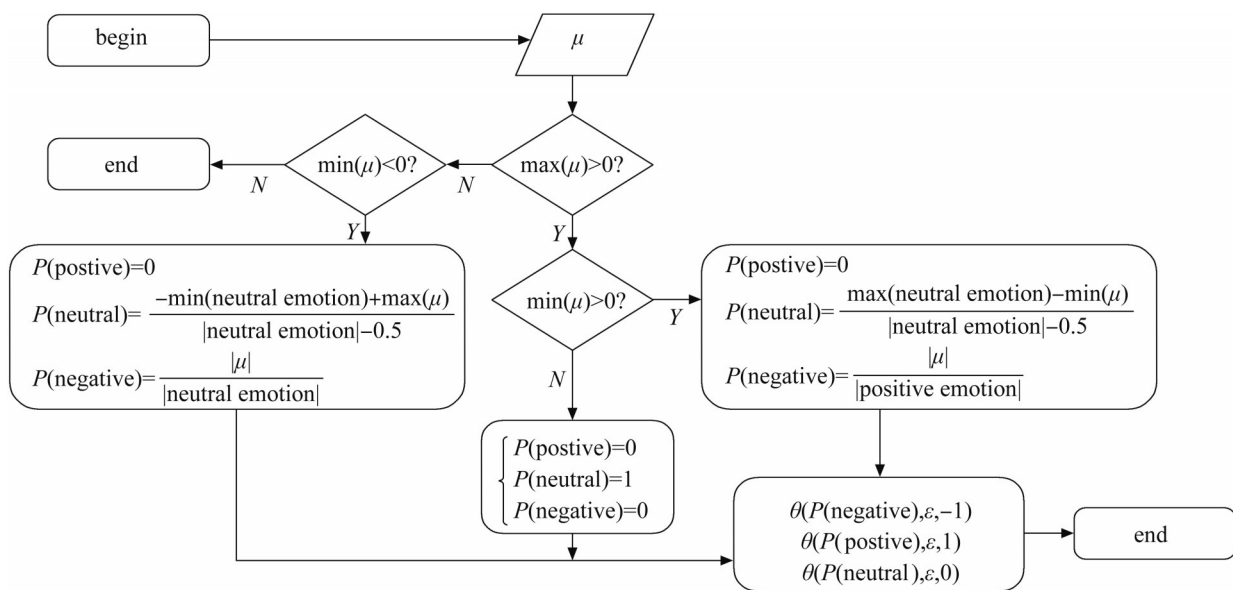 begin
μ
end
min(μ)<0?
max(μ)>0?
N
N
Y
Y
P(postive)=0
P(neutral)= -min(neutral emotion)+max(μ)
|neutral emotion|-0.5
P(negative)= |μ|
|neutral emotion|
min(μ)>0?
Y
N
P(postive)=0
P(neutral)= max(neutral emotion)-min(μ)
|neutral emotion|-0.5
P(negative)= |μ|
|positive emotion|
P(postive)=0
P(neutral)=1
P(negative)=0
θ(P(negative),ε,-1)
θ(P(postive),ε,1)
θ(P(neutral),ε,0)
end